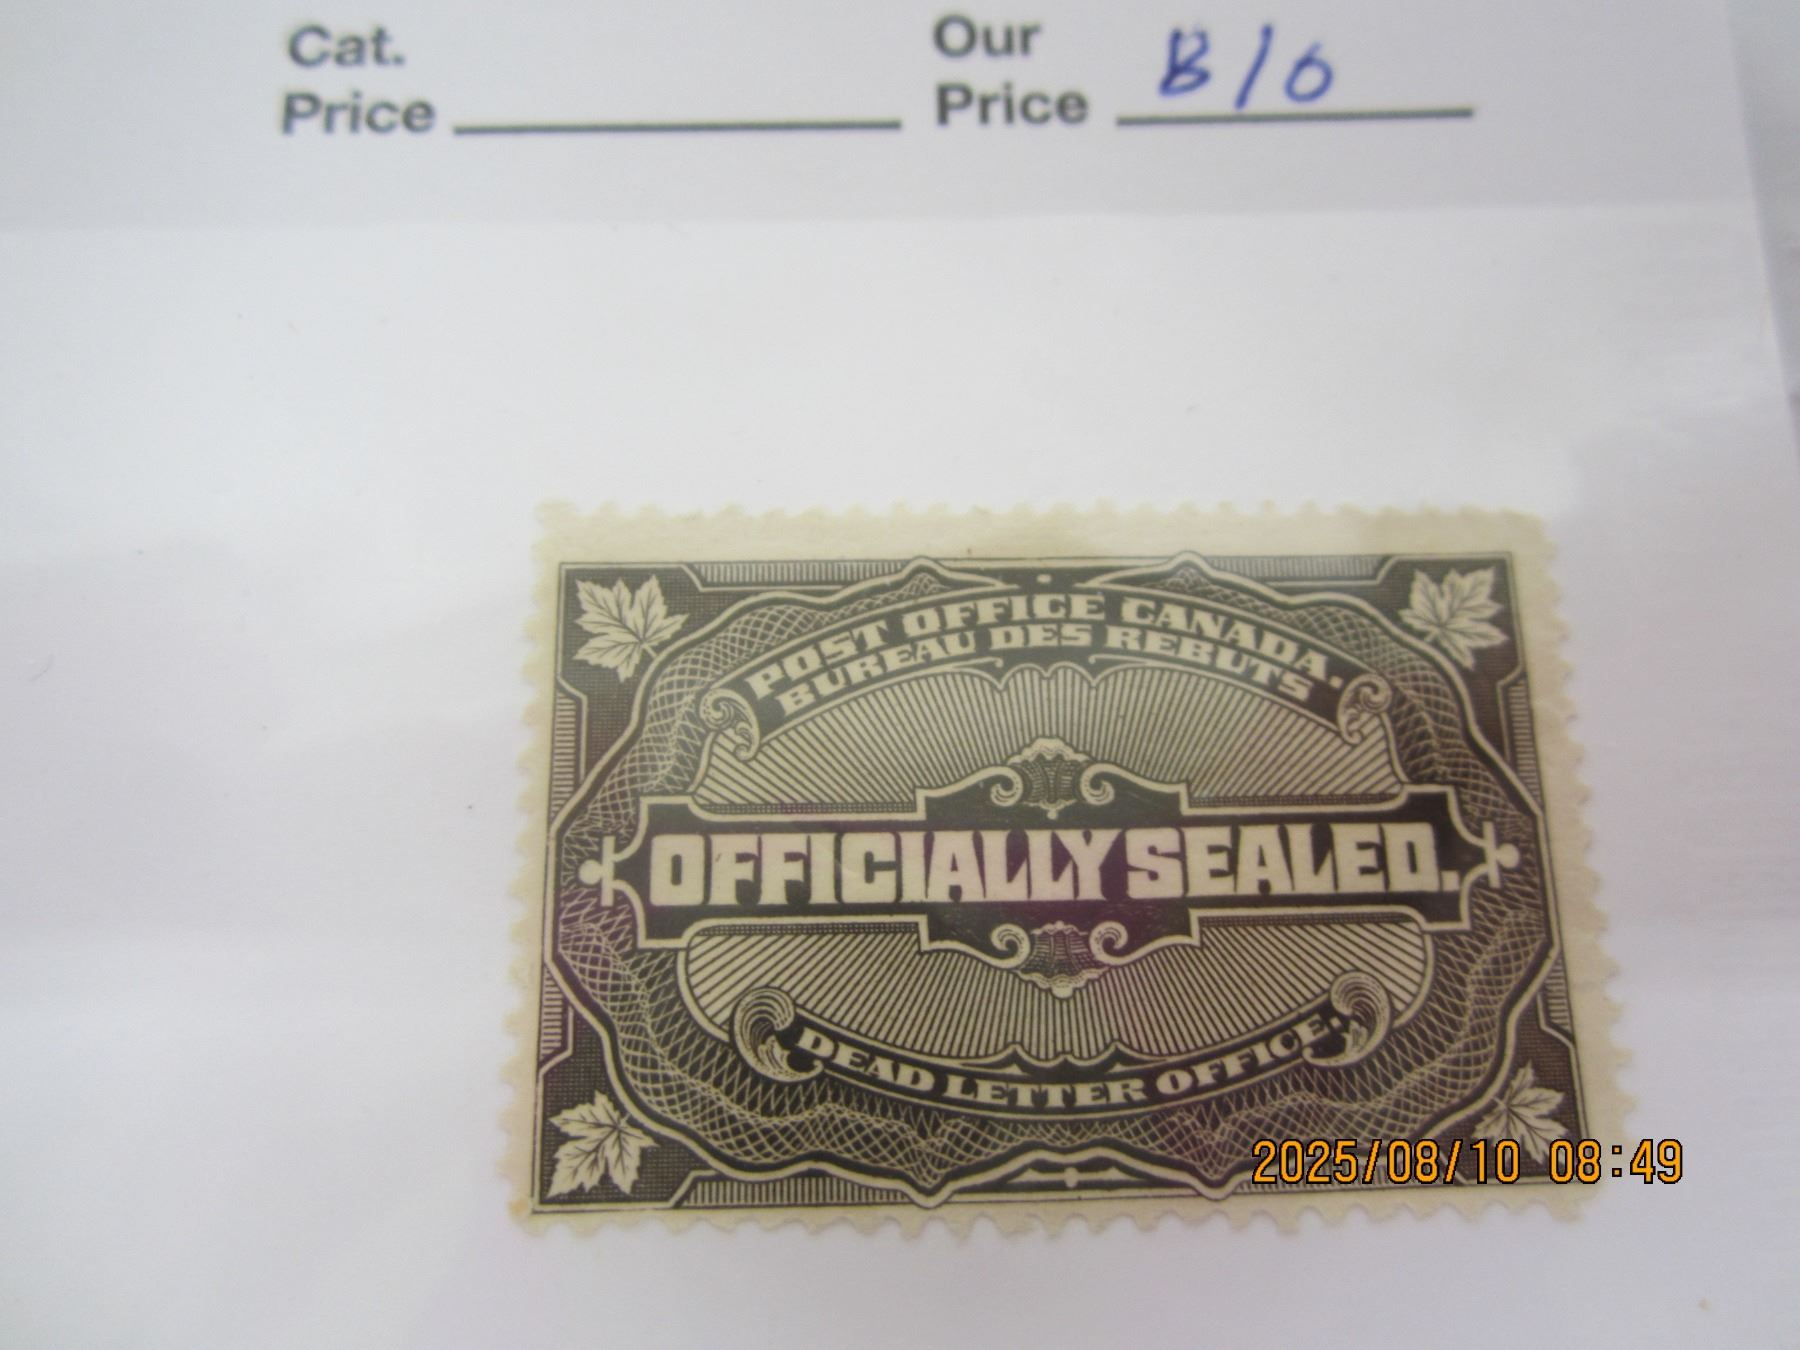 Cat.
Price
Our
Price B/O
POST OFFICE CANADA.
BUREAU DES REBUTS
OFFICIALLY SEALED.
DEAD LETTER OFFICE.
2025/08/10 08:49